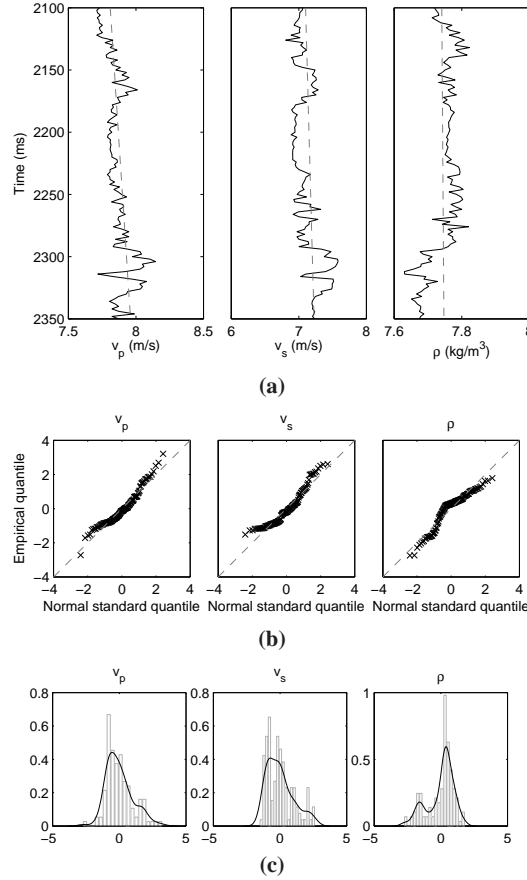 2100
2150
2200
2250
2300
2350
Time (ms)
7.5 8 8.5
v_p (m/s)
6 7 8
v_s (m/s)
7.6 7.8 8
ρ (kg/m³)
(a)
v_p v_s ρ
4
2
0
−2
−4
Empirical quantile
−4 −2 0 2 4
Normal standard quantile
−4 −2 0 2 4
Normal standard quantile
−4 −2 0 2 4
Normal standard quantile
(b)
v_p v_s ρ
0.8
0.6
0.4
0.2
0
−5 0 5
0.8
0.6
0.4
0.2
0
−5 0 5
1
0.5
0
−5 0 5
(c)